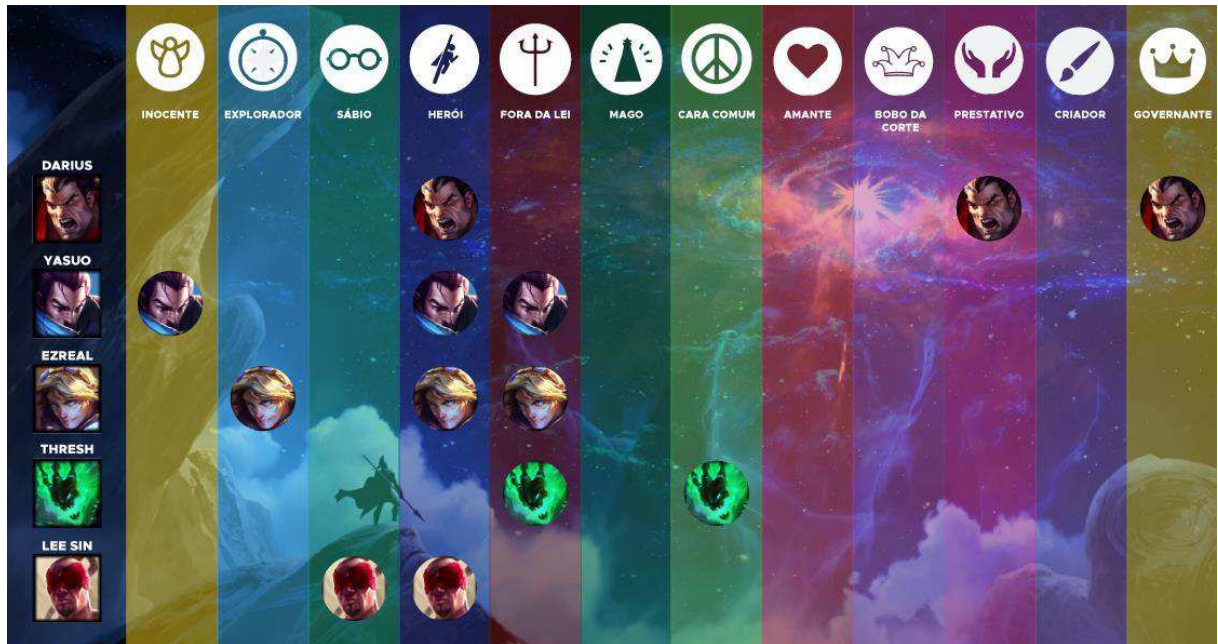 INOCENTE
EXPLORADOR
SÁBIO
HERÓI
FORA DA LEI
MAGO
CARA COMUM
AMANTE
BOBO DA
CORTE
PRESTATIVO
CRIADOR
GOVERNANTE
DARIUS
YASUO
EZREAL
THRESH
LEE SIN